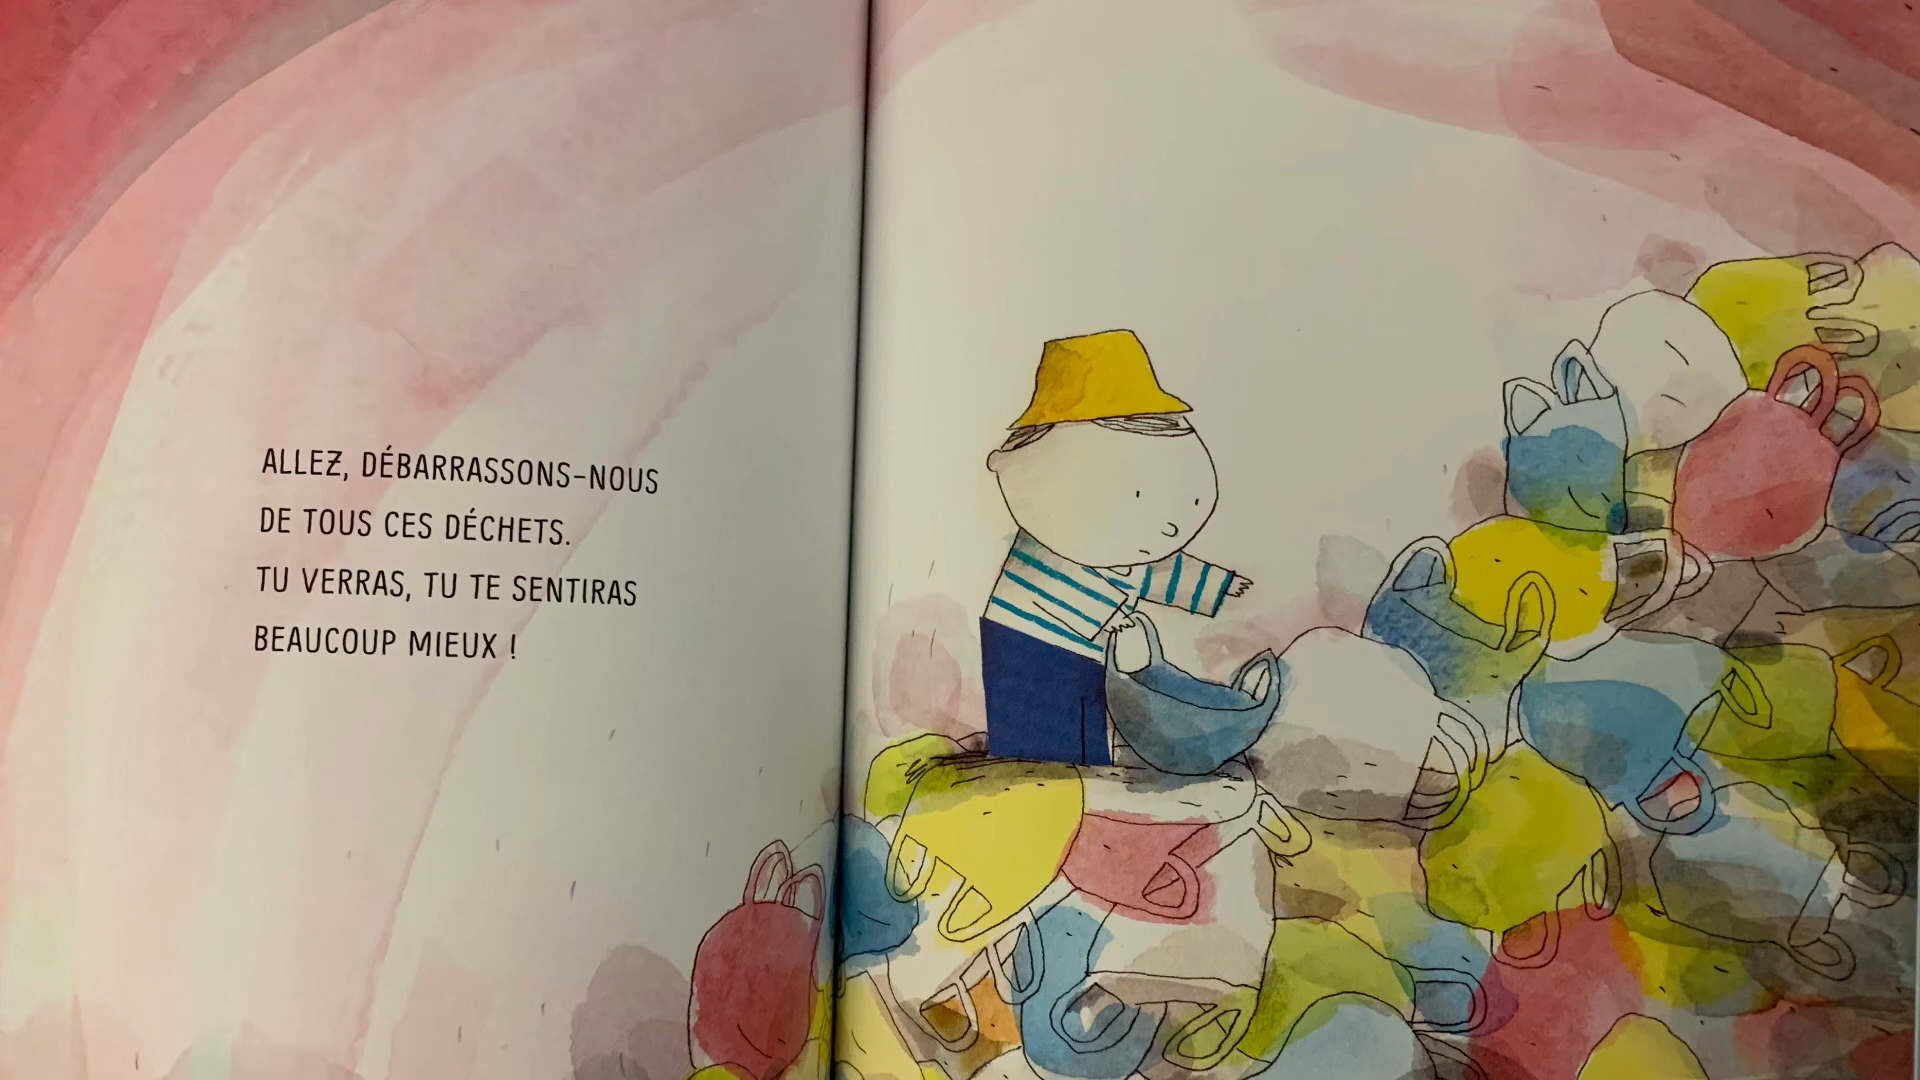 ALLEZ, DÉBARRASSONS-NOUS
DE TOUS CES DÉCHETS.
TU VERRAS, TU TE SENTIRAS
BEAUCOUP MIEUX !